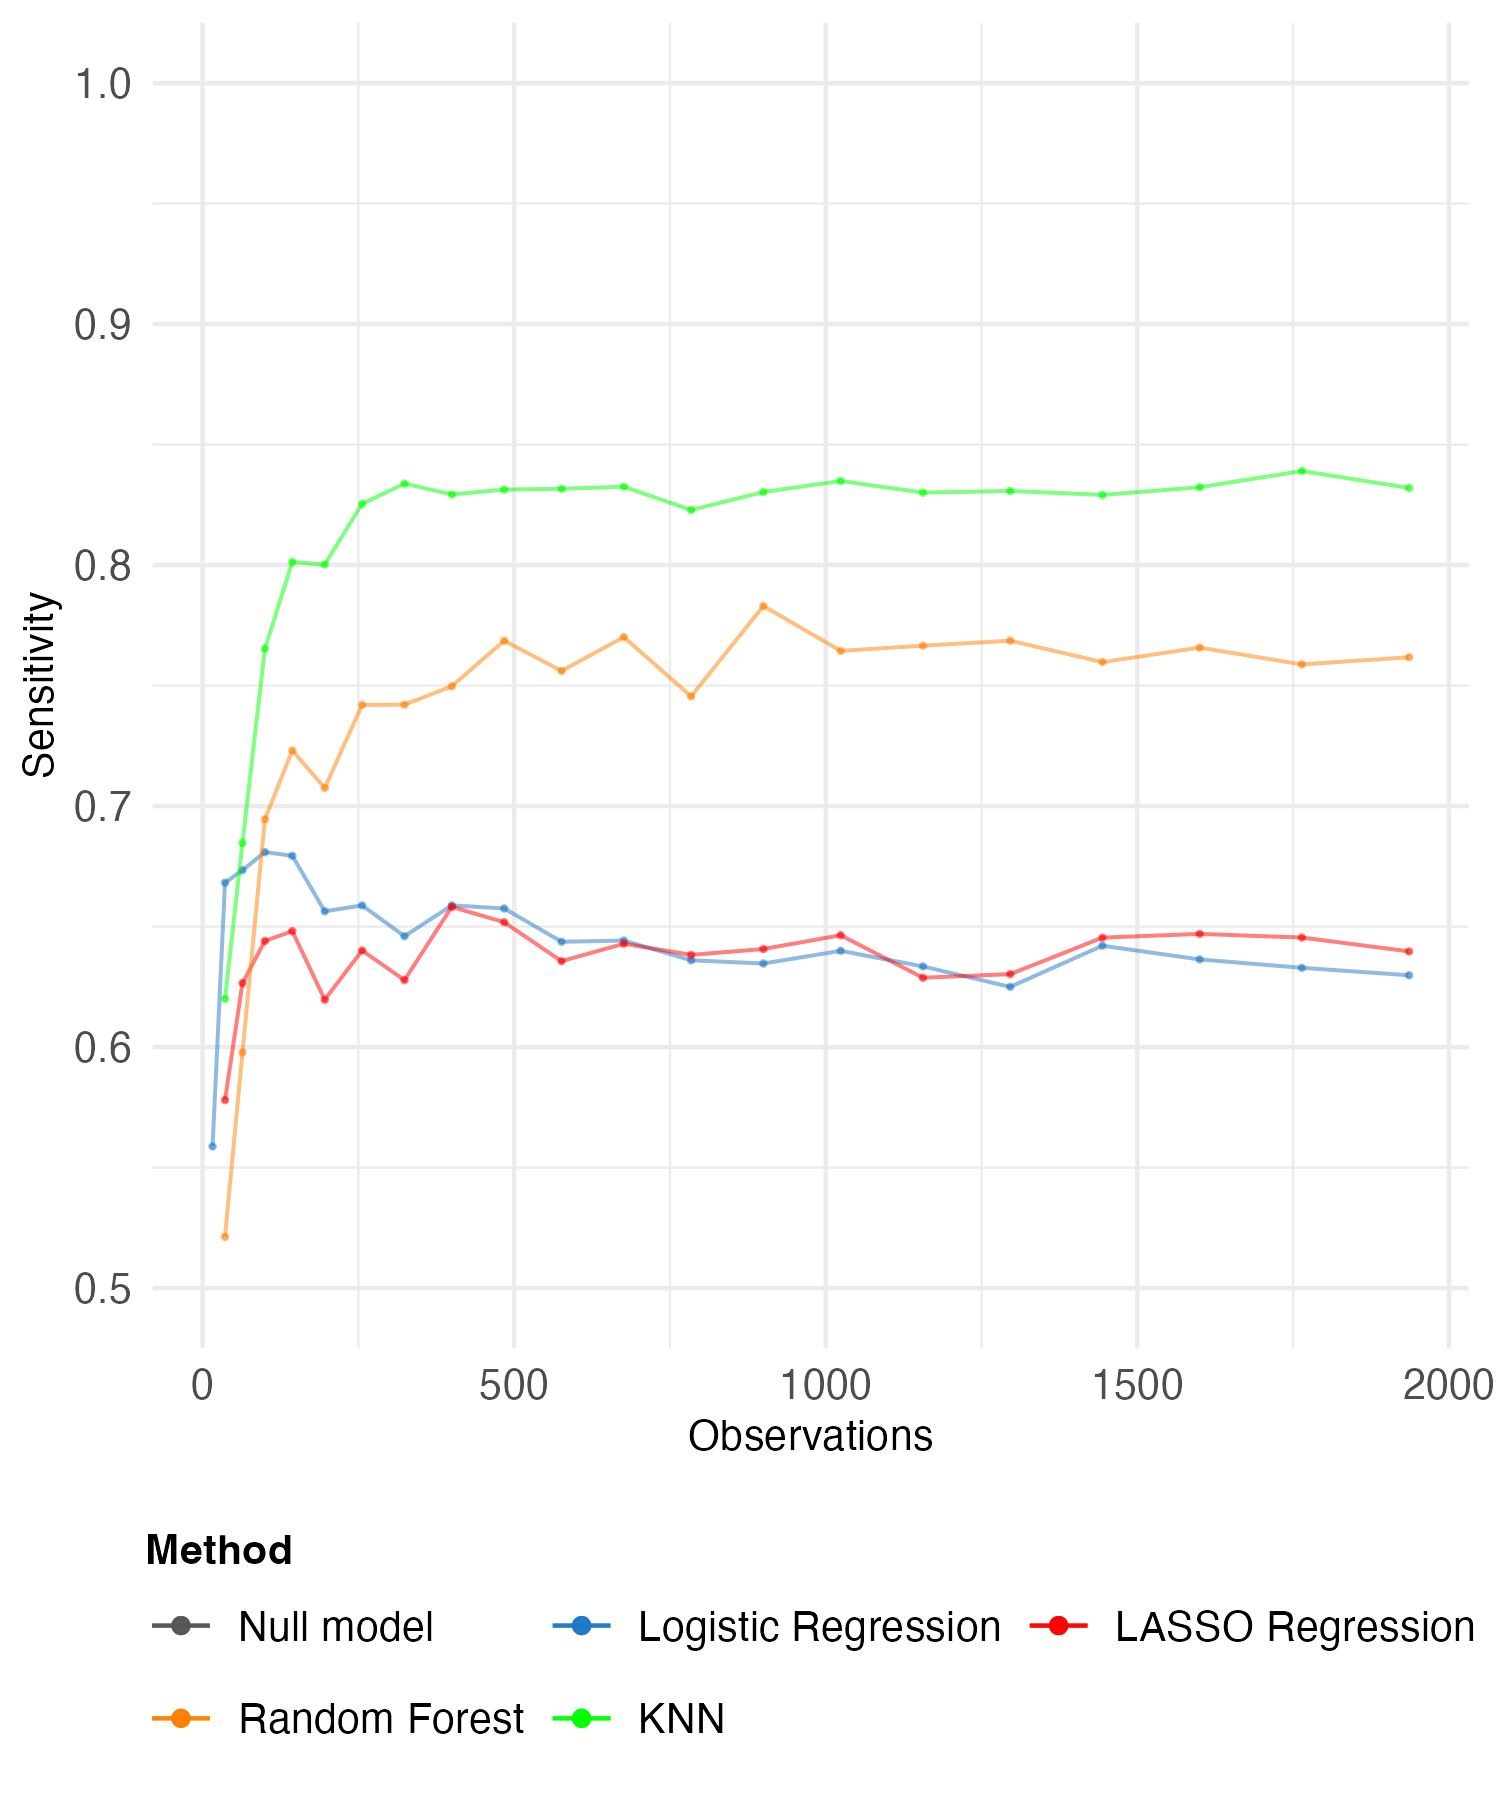 1.0
0.9
0.8
0.7
0.6
0.5
Sensitivity
0 500 1000 1500 2000
Observations
Method
Null model Logistic Regression LASSO Regression
Random Forest KNN